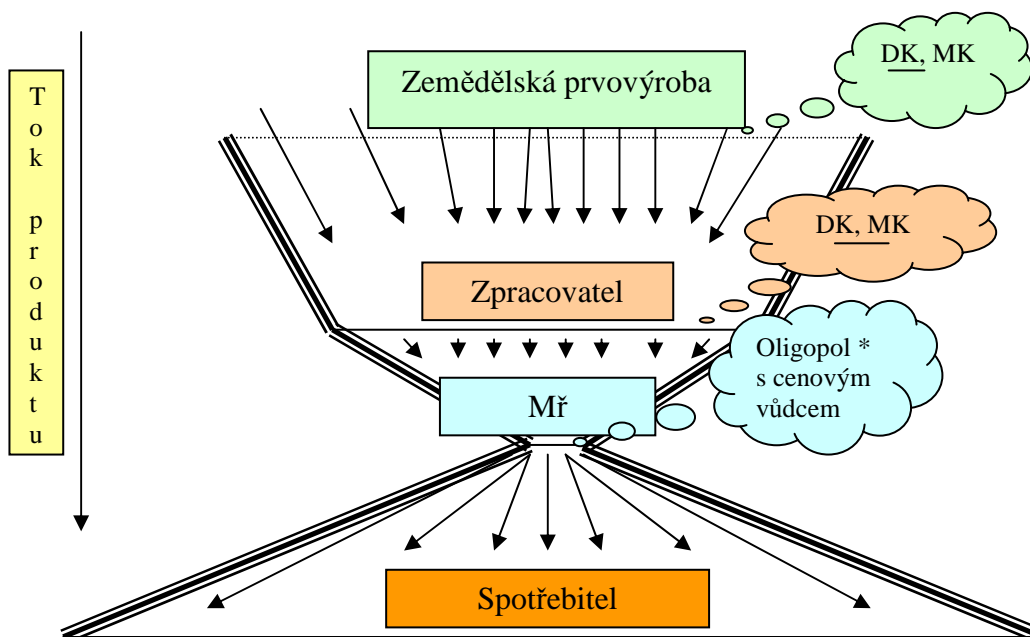 Tok produktu
Zemědělská prvovýroba
DK, MK
DK, MK
Zpracovatel
Oligopol *
s cenovým
vůdcem
Mř
Spotřebitel